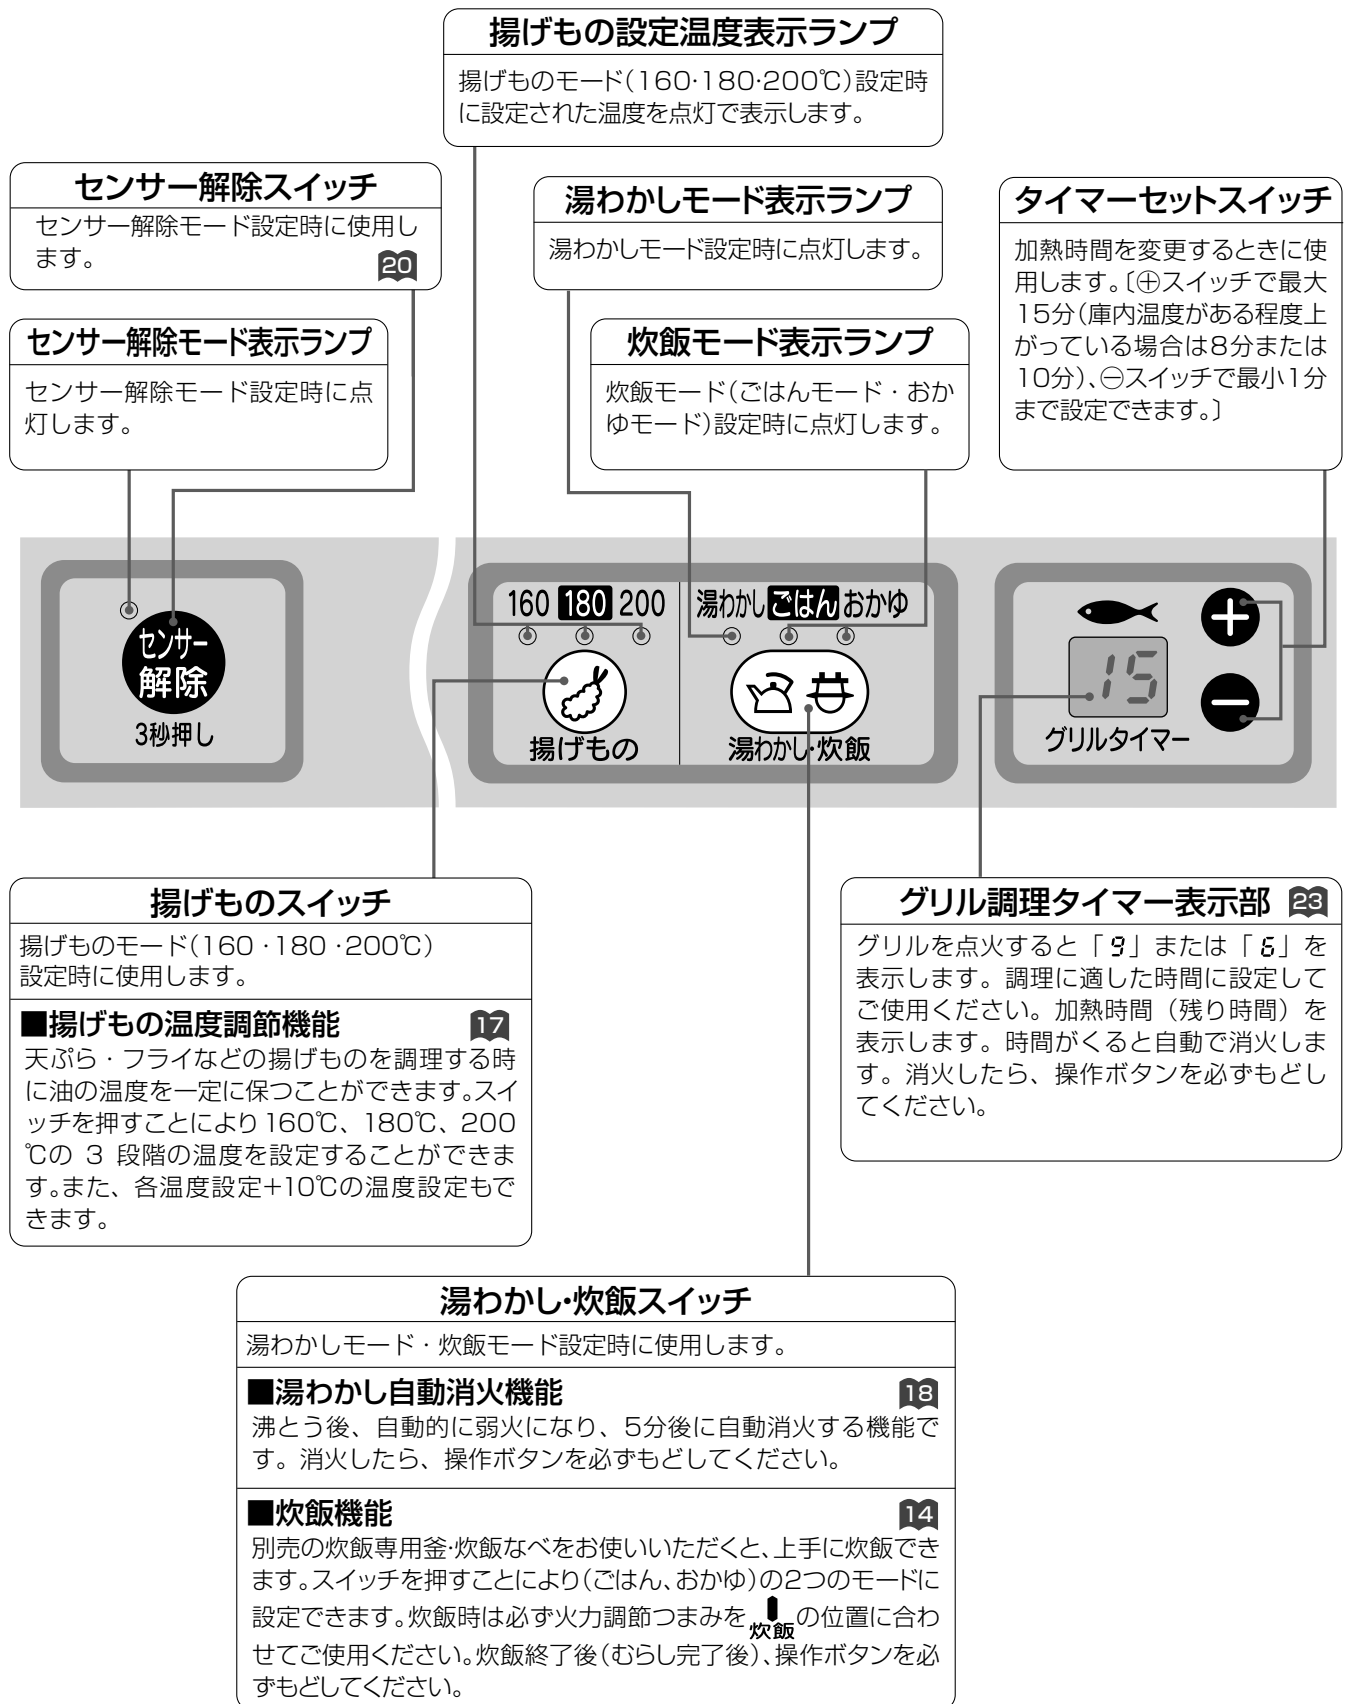 揚げもの設定温度表示ランプ
揚げものモード(160·180·200℃)設定時
に設定された温度を点灯で表示します。
センサー解除スイッチ
センサー解除モード設定時に使用し
ます。 20
センサー解除モード表示ランプ
センサー解除モード設定時に点
灯します。
湯わかしモード表示ランプ
湯わかしモード設定時に点灯します。
炊飯モード表示ランプ
炊飯モード(ごはんモード・おか
ゆモード)設定時に点灯します。
タイマーセットスイッチ
加熱時間を変更するときに使
用します。〔⊕スイッチで最大
15分(庫内温度がある程度上
がっている場合は8分または
10分)、⊖スイッチで最小1分
まで設定できます。〕
センサー
解除
3秒押し
160 180 200
揚げもの
湯わかし ごはん おかゆ
湯わかし·炊飯
15
グリルタイマー
揚げものスイッチ
揚げものモード(160・180・200℃)
設定時に使用します。
■揚げもの温度調節機能 17
天ぷら・フライなどの揚げものを調理する時
に油の温度を一定に保つことができます。スイ
ッチを押すことにより160℃、180℃、200
℃の 3 段階の温度を設定することができま
す。また、各温度設定+10℃の温度設定もで
きます。
グリル調理タイマー表示部 23
グリルを点火すると「9」または「6」を
表示します。調理に適した時間に設定して
ご使用ください。加熱時間(残り時間)を
表示します。時間がくると自動で消火しま
す。消火したら、操作ボタンを必ずもどし
てください。
湯わかし·炊飯スイッチ
湯わかしモード・炊飯モード設定時に使用します。
■湯わかし自動消火機能 18
沸とう後、自動的に弱火になり、5分後に自動消火する機能で
す。消火したら、操作ボタンを必ずもどしてください。
■炊飯機能 14
別売の炊飯専用釜·炊飯なべをお使いいただくと、上手に炊飯でき
ます。スイッチを押すことにより(ごはん、おかゆ)の2つのモードに
設定できます。炊飯時は必ず火力調節つまみを炊飯の位置に合わ
せてご使用ください。炊飯終了後(むらし完了後)、操作ボタンを必
ずもどしてください。